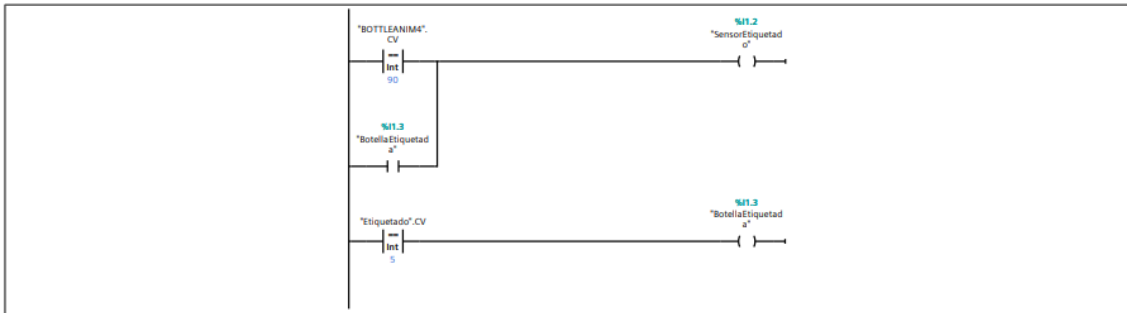 %I1.2
"BOTTLEANIM4".
CV
"SensorEtiquetad
o"
==
Int
90
%I1.3
"BotellaEtiquetad
a"
%I1.3
"Etiquetado".CV
"BotellaEtiquetad
a"
==
Int
5